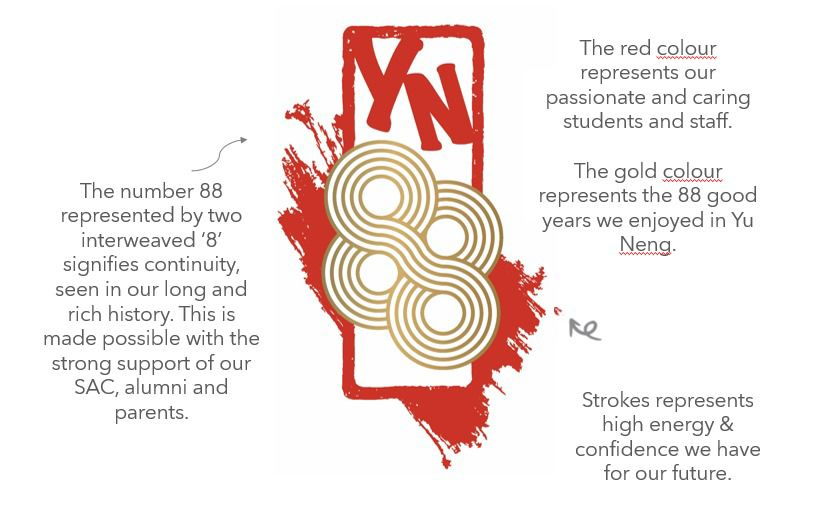 The number 88
represented by two
interweaved ‘8’
signifies continuity,
seen in our long and
rich history. This is
made possible with the
strong support of our
SAC, alumni and
parents.
YN
88
The red colour
represents our
passionate and caring
students and staff.
The gold colour
represents the 88 good
years we enjoyed in Yu
Neng.
Strokes represents
high energy &
confidence we have
for our future.